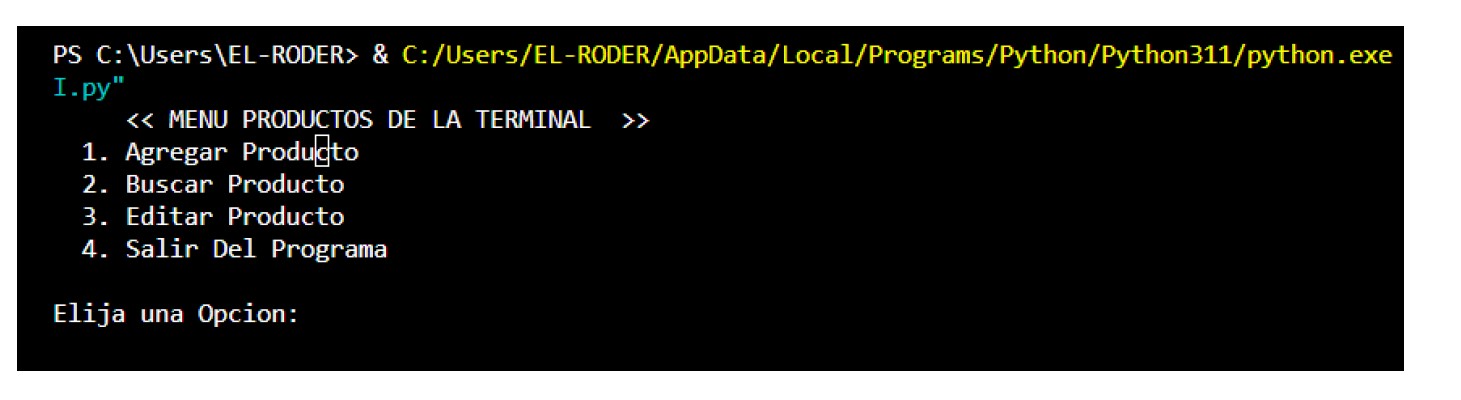 PS C:\Users\EL-RODER> & C:/Users/EL-RODER/AppData/Local/Programs/Python/Python311/python.exe
I.py"
<< MENU PRODUCTOS DE LA TERMINAL >>
1. Agregar Producto
2. Buscar Producto
3. Editar Producto
4. Salir Del Programa
Elija una Opcion: